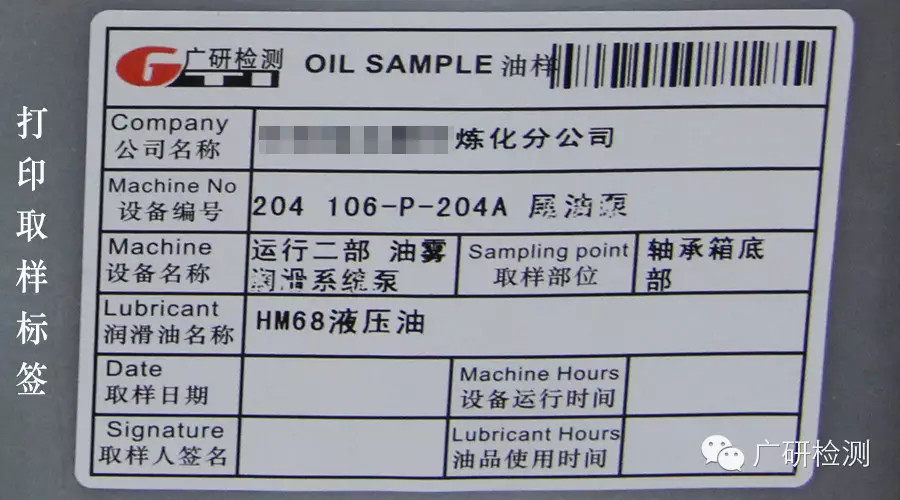 打印取样标签
G 广研检测 OIL SAMPLE 油样
GTI
Company
公司名称
炼化分公司
Machine No
设备编号
204 106-P-204A 尾油泵
Machine
设备名称
运行二部 油雾
润滑系统泵
Sampling point
取样部位
轴承箱底
部
Lubricant
润滑油名称
HM68液压油
Date
取样日期
Machine Hours
设备运行时间
Signature
取样人签名
Lubricant Hours
油品使用时间
广研检测